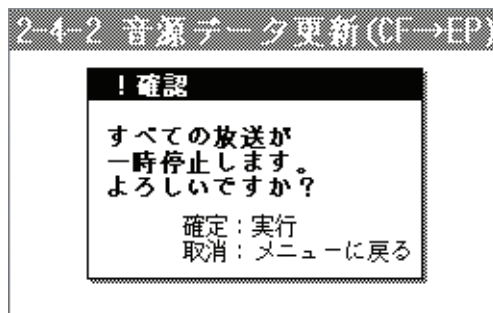 2-4-2 音源データ更新(CF→EP)
！確認
すべての放送が
一時停止します。
よろしいですか？
確定：実行
取消：メニューに戻る